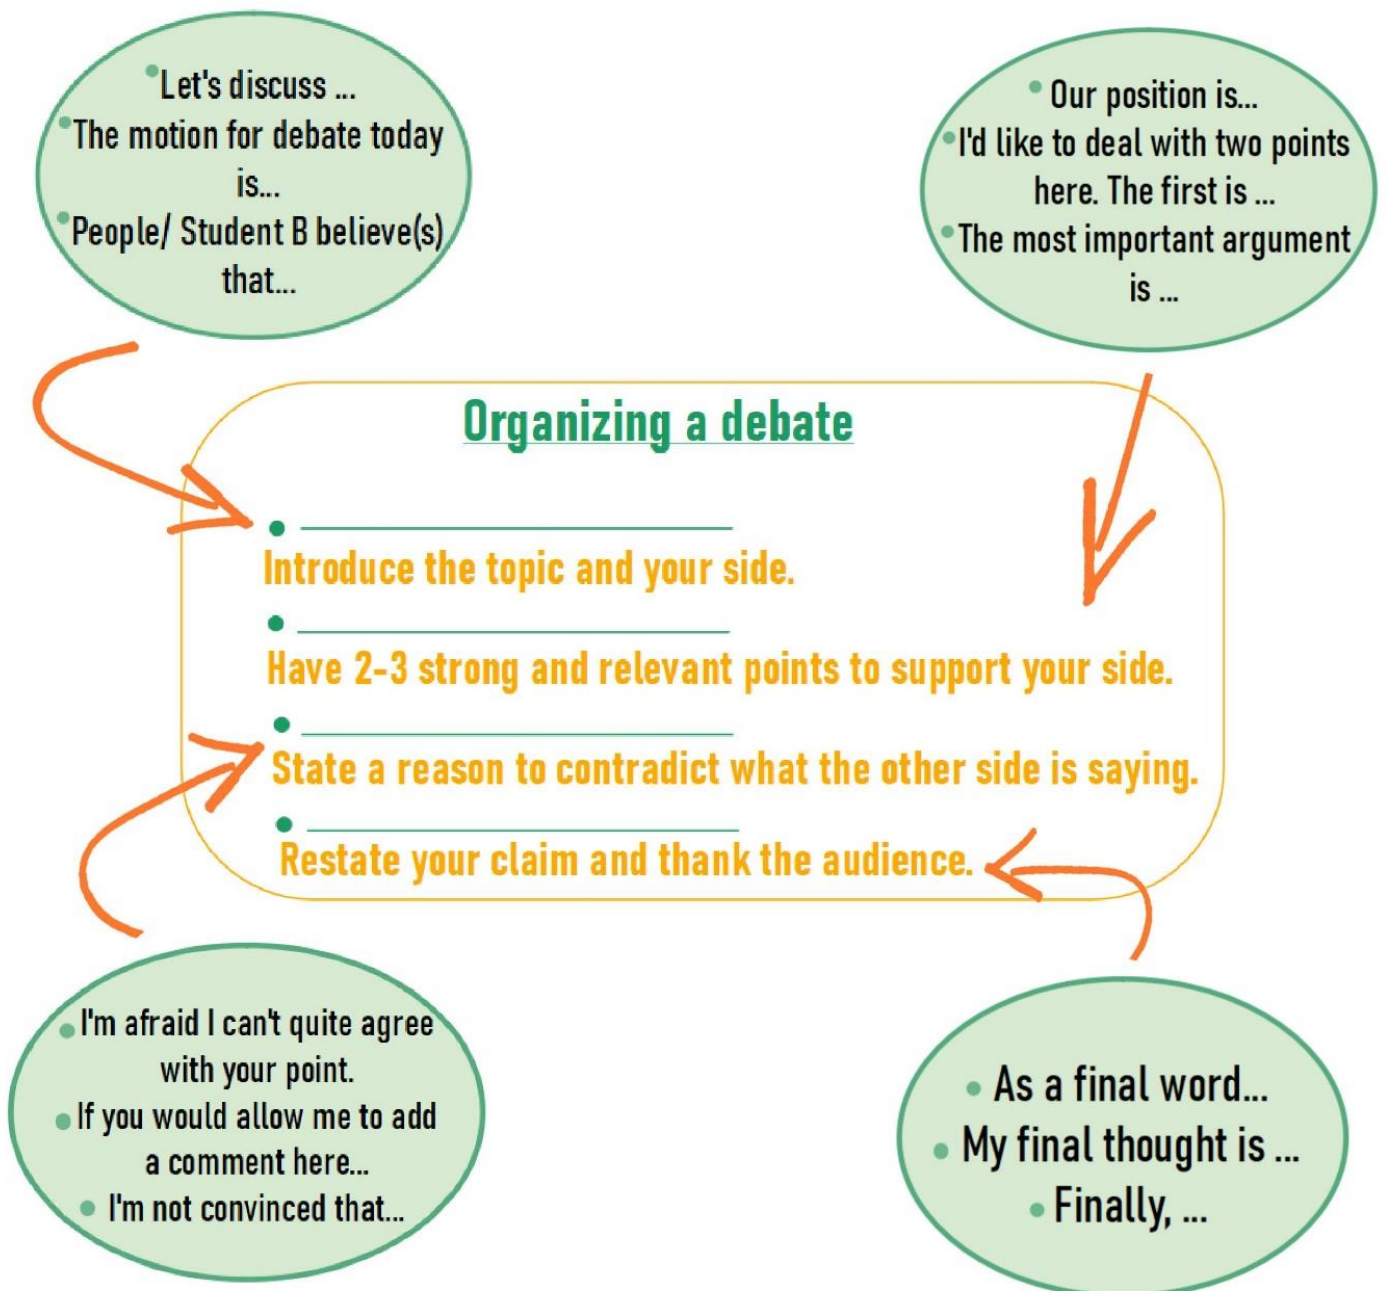 • Let's discuss ...
• The motion for debate today
is...
• People/ Student B believe(s)
that...
• Our position is...
• I'd like to deal with two points
here. The first is ...
• The most important argument
is ...
Organizing a debate
• ____________________
Introduce the topic and your side.
• ____________________
Have 2-3 strong and relevant points to support your side.
• ____________________
State a reason to contradict what the other side is saying.
• ____________________
Restate your claim and thank the audience.
• I'm afraid I can't quite agree
with your point.
• If you would allow me to add
a comment here...
• I'm not convinced that...
• As a final word...
• My final thought is ...
• Finally, ...